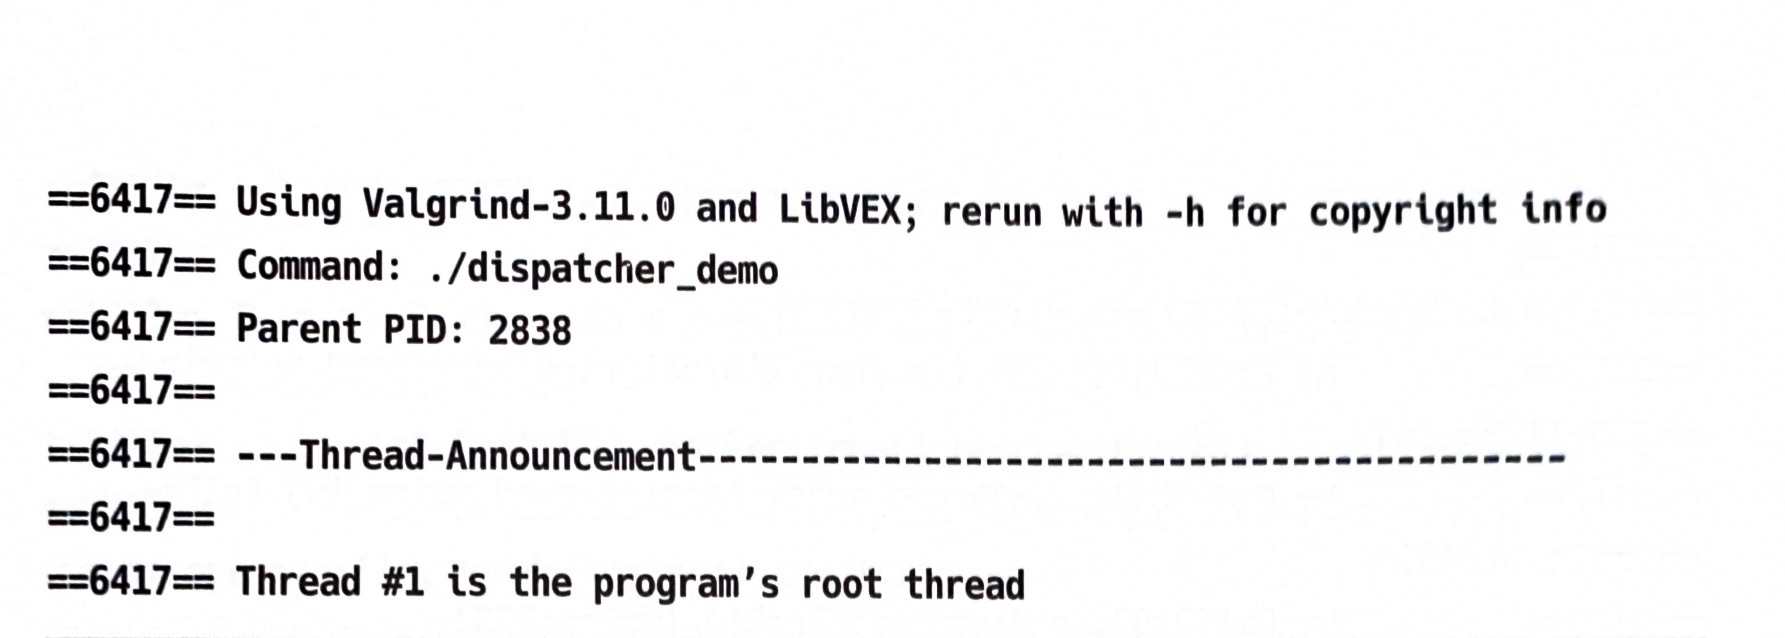 ==6417== Using Valgrind-3.11.0 and LibVEX; rerun with -h for copyright info
==6417== Command: ./dispatcher_demo
==6417== Parent PID: 2838
==6417==
==6417== ---Thread-Announcement------------------------------------------
==6417==
==6417== Thread #1 is the program's root thread